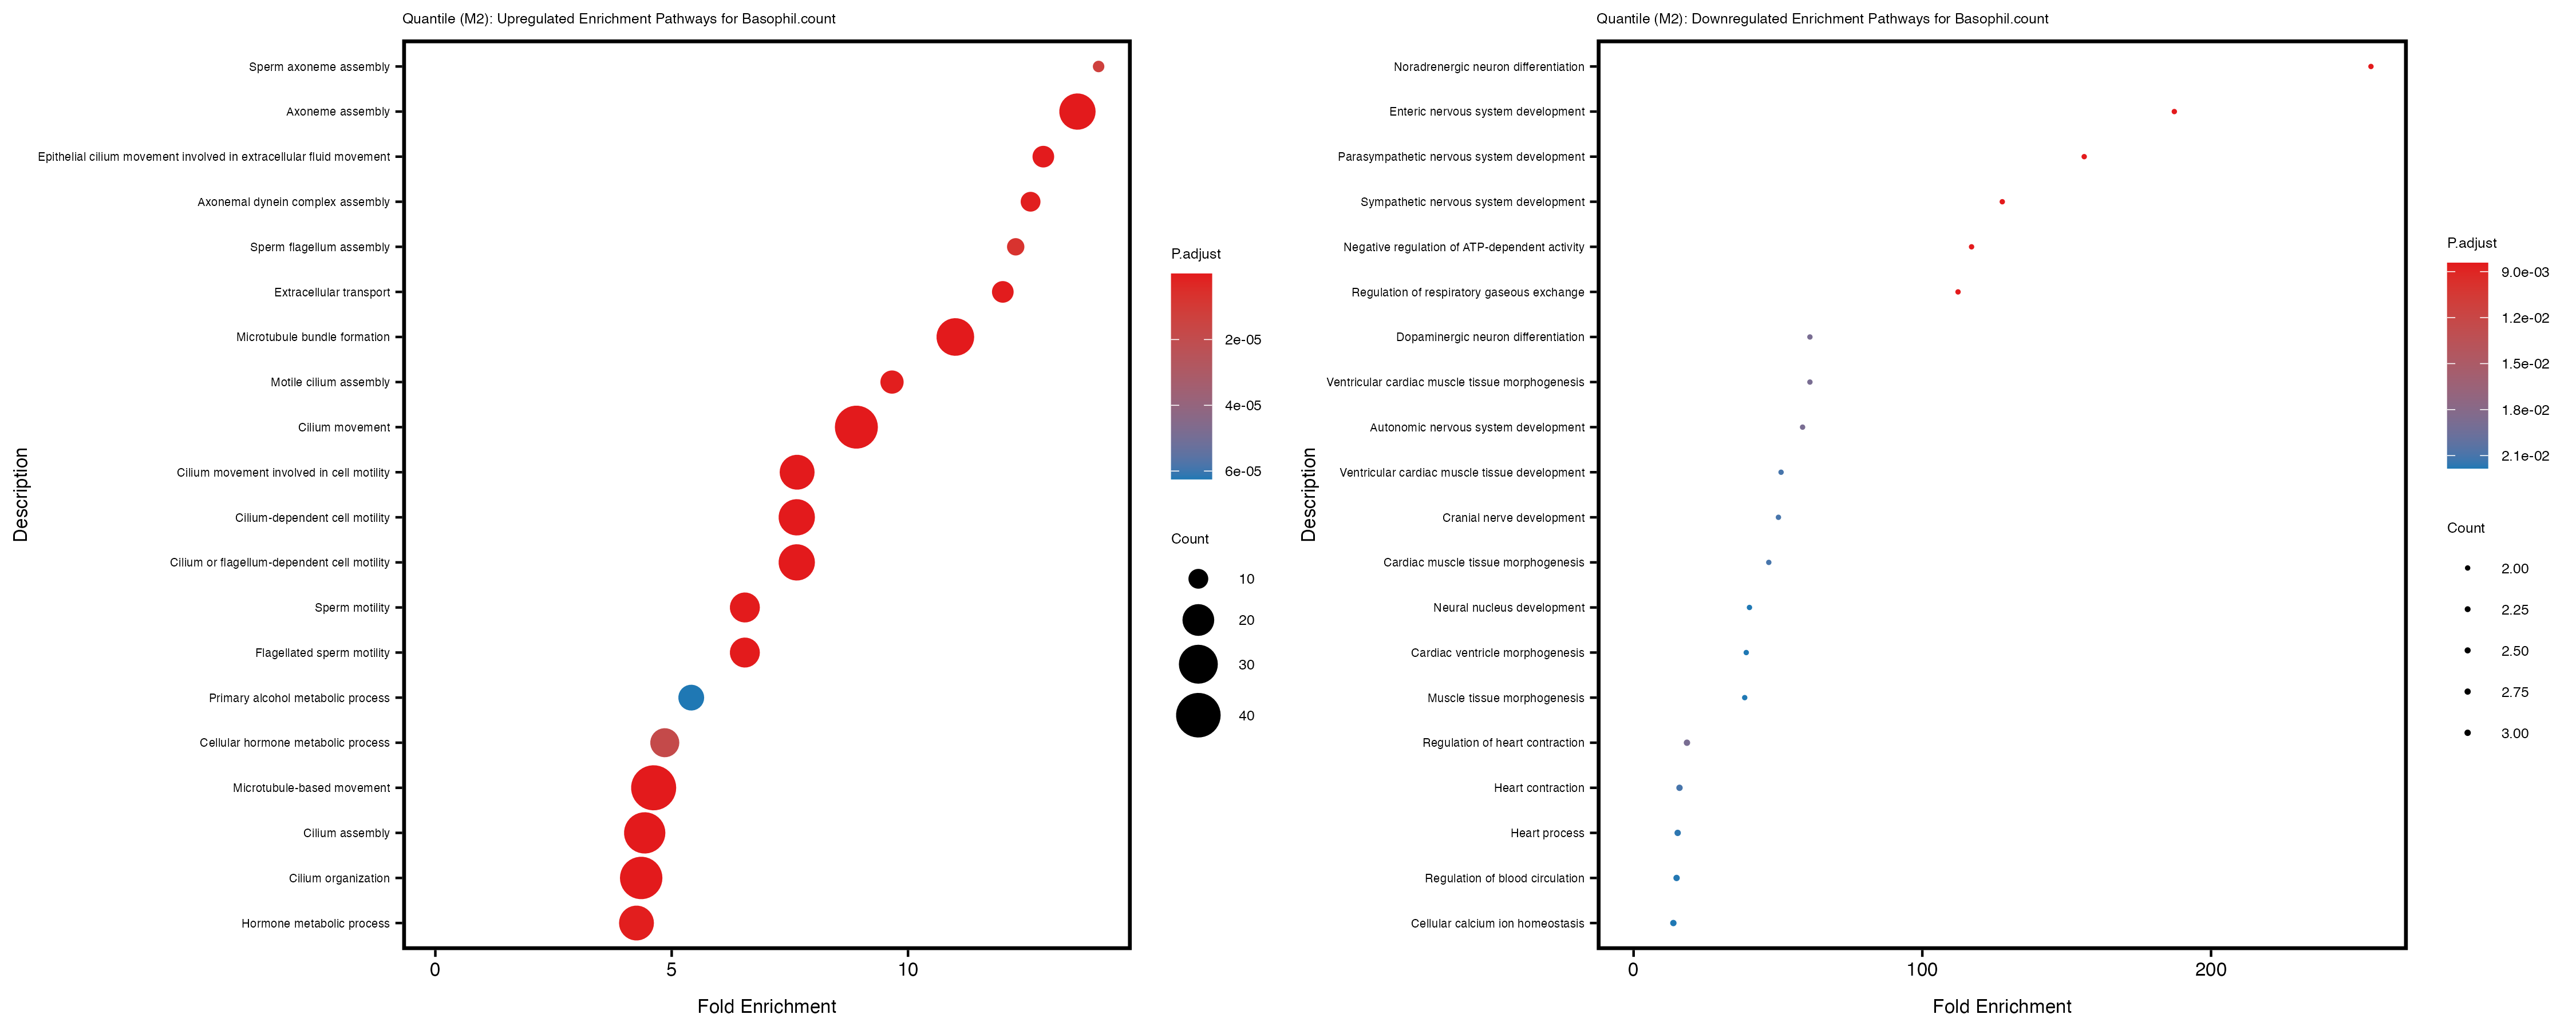 Quantile (M2): Upregulated Enrichment Pathways for Basophil.count
Description
Sperm axoneme assembly
Axoneme assembly
Epithelial cilium movement involved in extracellular fluid movement
Axonemal dynein complex assembly
Sperm flagellum assembly
Extracellular transport
Microtubule bundle formation
Motile cilium assembly
Cilium movement
Cilium movement involved in cell motility
Cilium-dependent cell motility
Cilium or flagellum-dependent cell motility
Sperm motility
Flagellated sperm motility
Primary alcohol metabolic process
Cellular hormone metabolic process
Microtubule-based movement
Cilium assembly
Cilium organization
Hormone metabolic process
0 5 10
Fold Enrichment
P.adjust
2e-05
4e-05
6e-05
Count
10
20
30
40
Quantile (M2): Downregulated Enrichment Pathways for Basophil.count
Description
Noradrenergic neuron differentiation
Enteric nervous system development
Parasympathetic nervous system development
Sympathetic nervous system development
Negative regulation of ATP-dependent activity
Regulation of respiratory gaseous exchange
Dopaminergic neuron differentiation
Ventricular cardiac muscle tissue morphogenesis
Autonomic nervous system development
Ventricular cardiac muscle tissue development
Cranial nerve development
Cardiac muscle tissue morphogenesis
Neural nucleus development
Cardiac ventricle morphogenesis
Muscle tissue morphogenesis
Regulation of heart contraction
Heart contraction
Heart process
Regulation of blood circulation
Cellular calcium ion homeostasis
0 100 200
Fold Enrichment
P.adjust
9.0e-03
1.2e-02
1.5e-02
1.8e-02
2.1e-02
Count
2.00
2.25
2.50
2.75
3.00